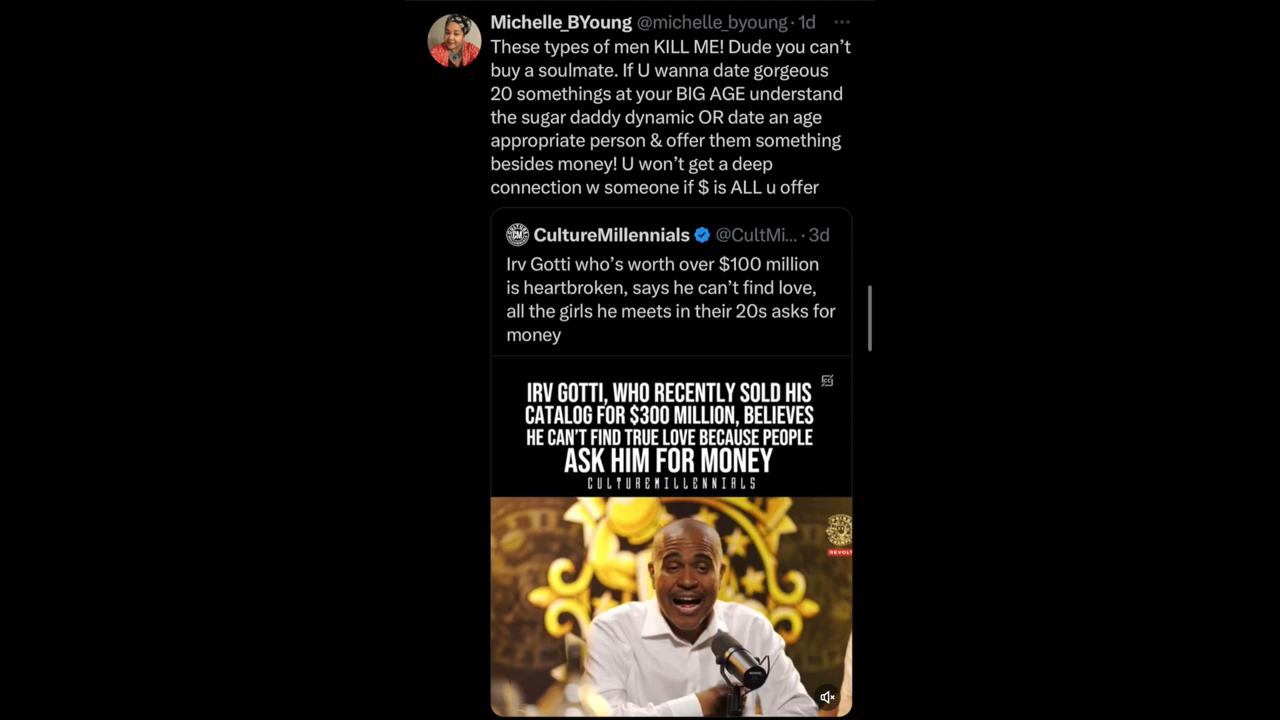 Michelle_BYoung @michelle_byoung · 1d ...
These types of men KILL ME! Dude you can’t
buy a soulmate. If U wanna date gorgeous
20 somethings at your BIG AGE understand
the sugar daddy dynamic OR date an age
appropriate person & offer them something
besides money! U won’t get a deep
connection w someone if $ is ALL u offer
CM
CultureMillennials @CultMi... · 3d
Irv Gotti who’s worth over $100 million
is heartbroken, says he can’t find love,
all the girls he meets in their 20s asks for
money
IRV GOTTI, WHO RECENTLY SOLD HIS
CATALOG FOR $300 MILLION, BELIEVES
HE CAN’T FIND TRUE LOVE BECAUSE PEOPLE
ASK HIM FOR MONEY
CULTUREMILLENNIALS
REVOLT